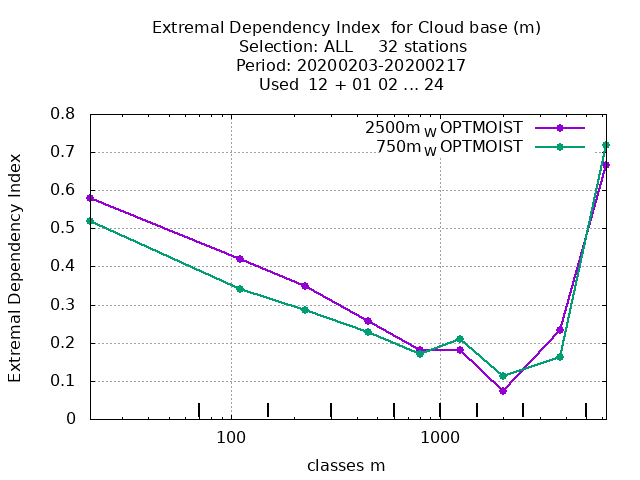 Extremal Dependency Index  for Cloud base (m)
Selection: ALL     32 stations
Period: 20200203-20200217
Used  12 + 01 02 ... 24
2500m W OPTMOIST
750m W OPTMOIST
Extremal Dependency Index
0.8
0.7
0.6
0.5
0.4
0.3
0.2
0.1
0
100 1000
classes m